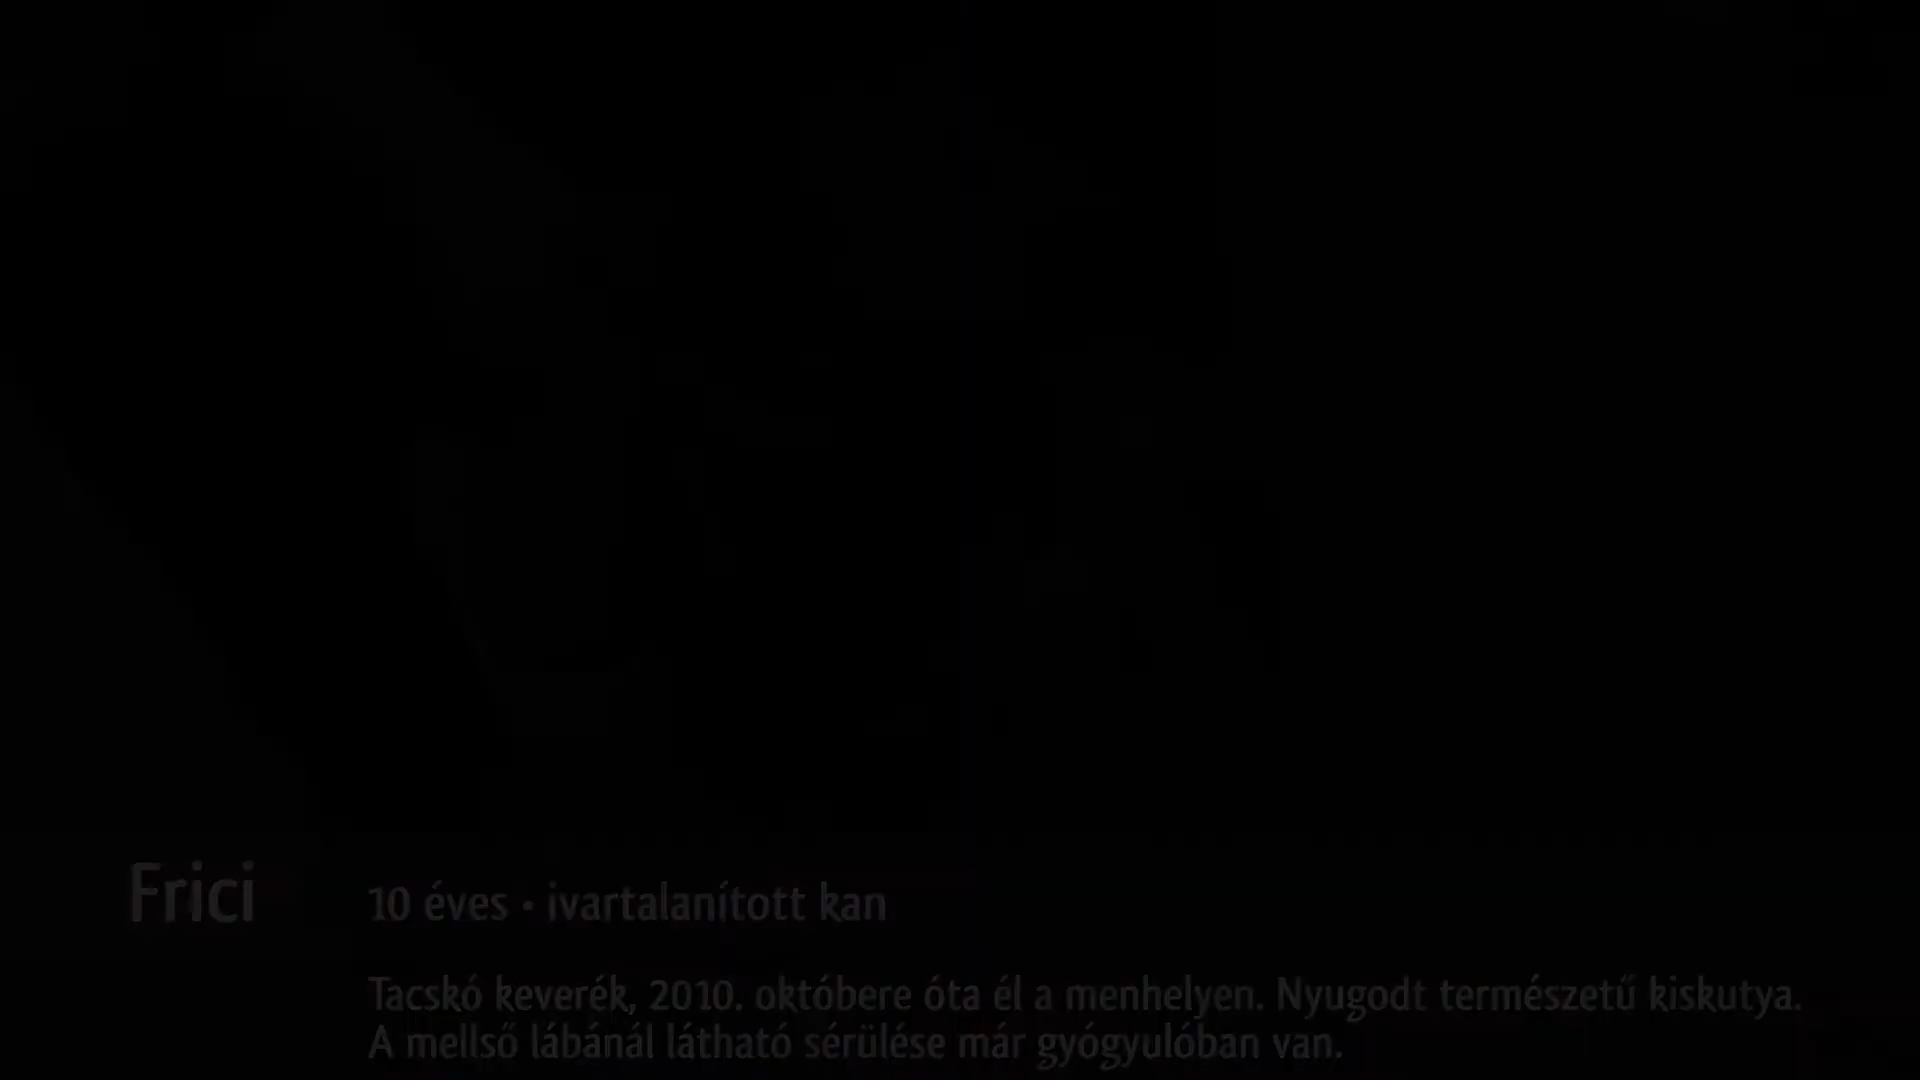 Frici
10 éves • ivartalanított kan
Tacskó keverék, 2010. októbere óta él a menhelyen. Nyugodt természetű kiskutya.
A mellső lábánál látható sérülése már gyógyulóban van.